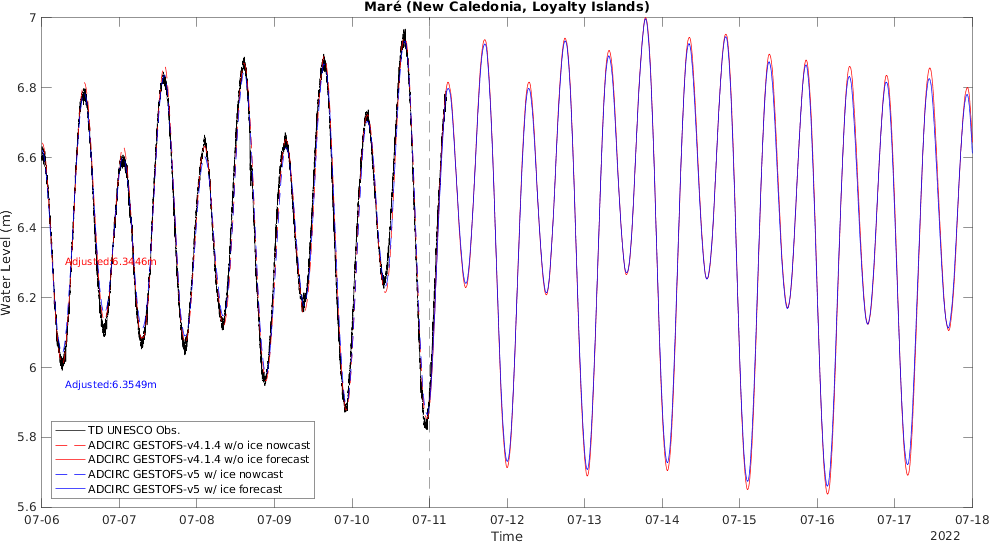 Maré (New Caledonia, Loyalty Islands)
7
6.8
6.6
6.4
6.2
6
5.8
5.6
Water Level (m)
Adjusted:6.3446m
Adjusted:6.3549m
TD UNESCO Obs.
ADCIRC GESTOFS-v4.1.4 w/o ice nowcast
ADCIRC GESTOFS-v4.1.4 w/o ice forecast
ADCIRC GESTOFS-v5 w/ ice nowcast
ADCIRC GESTOFS-v5 w/ ice forecast
07-06 07-07 07-08 07-09 07-10 07-11 07-12 07-13 07-14 07-15 07-16 07-17 07-18
Time
2022